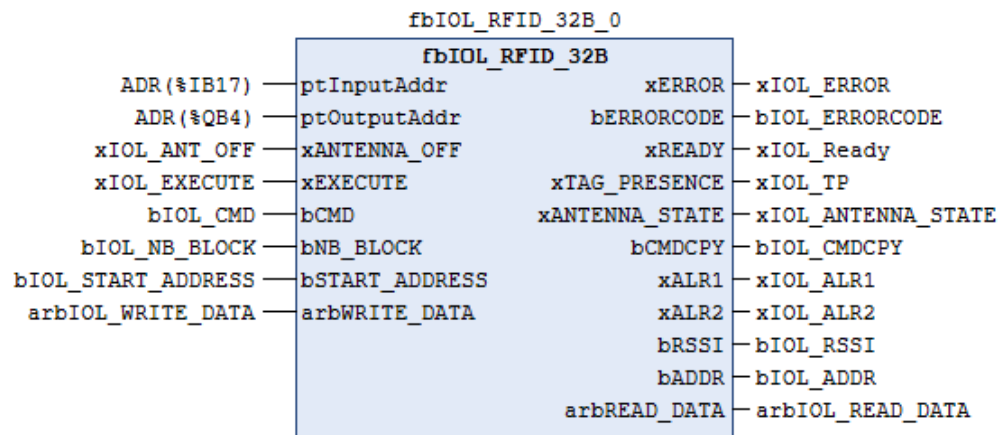 fbIOL_RFID_32B_0
fbIOL_RFID_32B
ADR(%IB17) ptInputAddr xERROR xIOL_ERROR
ADR(%QB4) ptOutputAddr bERRORCODE bIOL_ERRORCODE
xIOL_ANT_OFF xANTENNA_OFF xREADY xIOL_Ready
xIOL_EXECUTE xEXECUTE xTAG_PRESENCE xIOL_TP
bIOL_CMD bCMD xANTENNA_STATE xIOL_ANTENNA_STATE
bIOL_NB_BLOCK bNB_BLOCK bCMDCPY bIOL_CMDCPY
bIOL_START_ADDRESS bSTART_ADDRESS xALR1 xIOL_ALR1
arbIOL_WRITE_DATA arbWRITE_DATA xALR2 xIOL_ALR2
bRSSI bIOL_RSSI
bADDR bIOL_ADDR
arbREAD_DATA arbIOL_READ_DATA